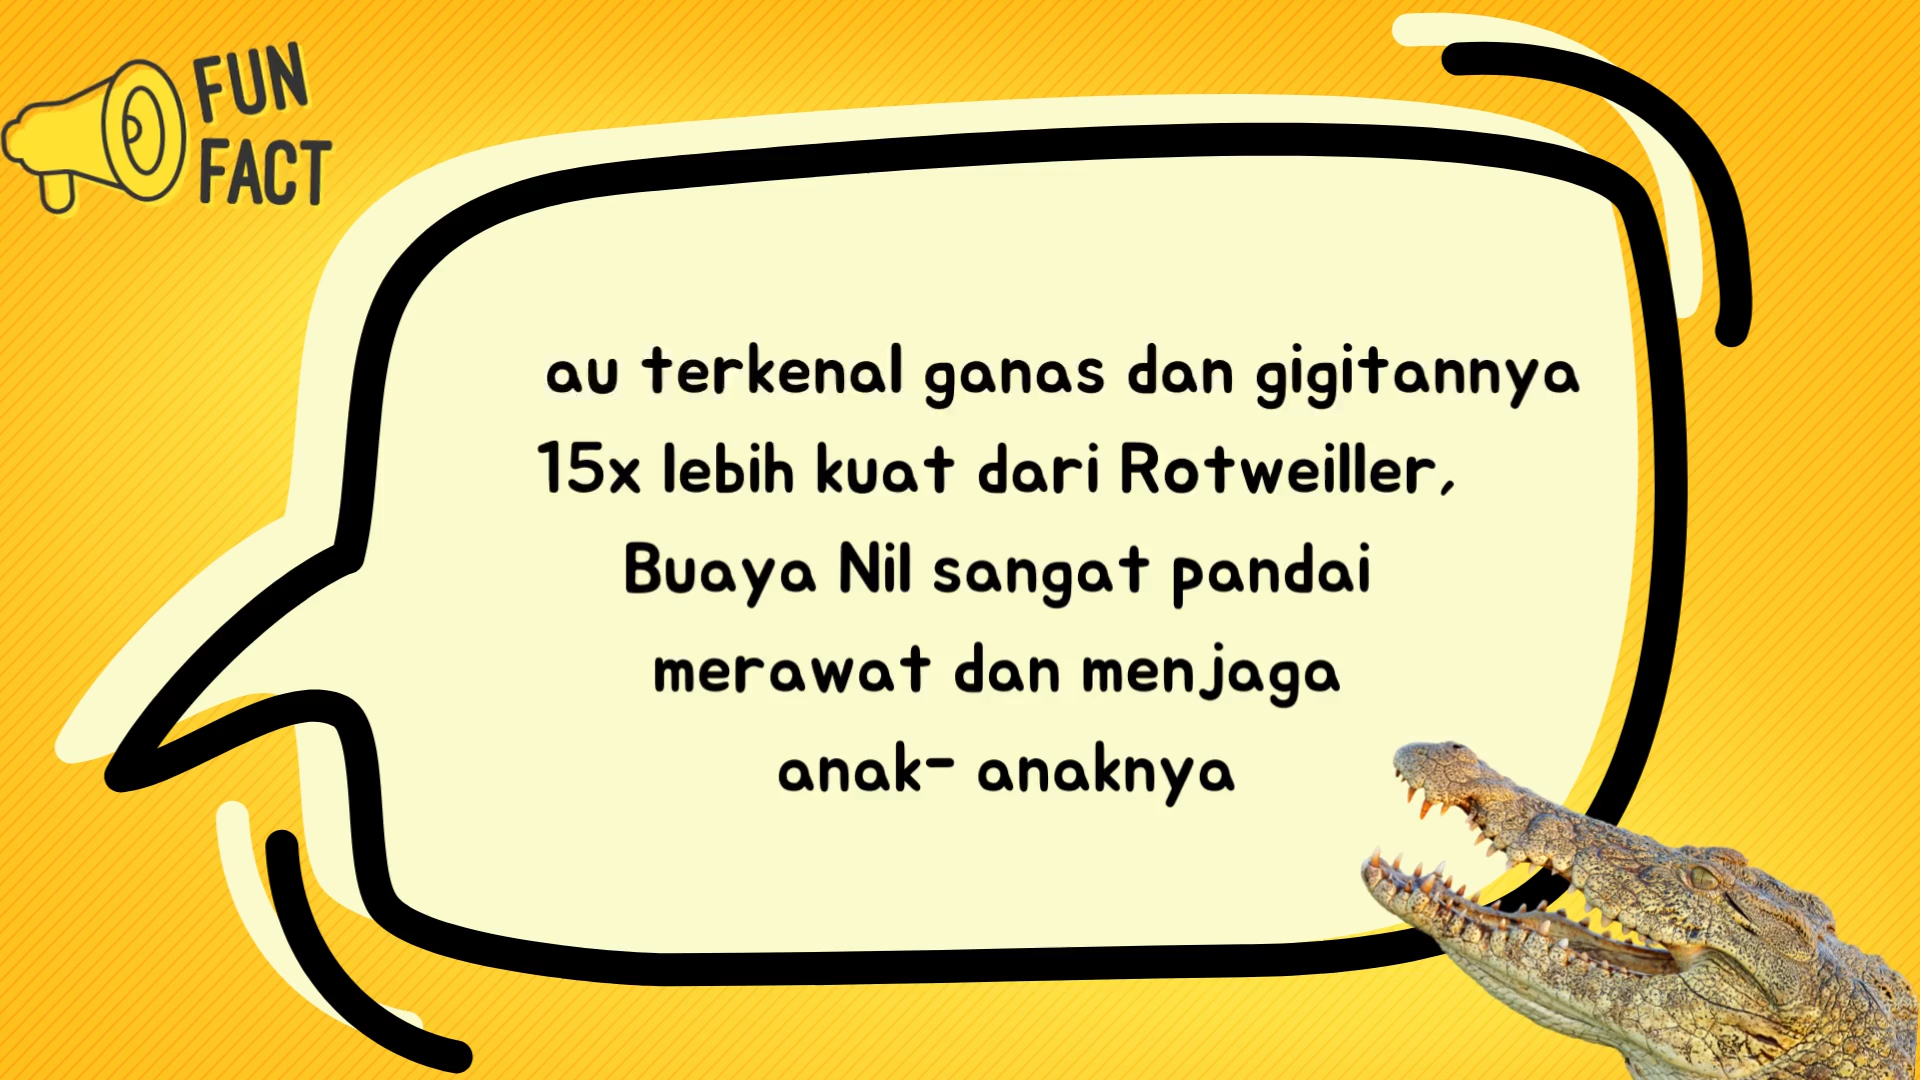 FUN
FACT
au terkenal ganas dan gigitannya
15x lebih kuat dari Rotweiller,
Buaya Nil sangat pandai
merawat dan menjaga
anak- anaknya